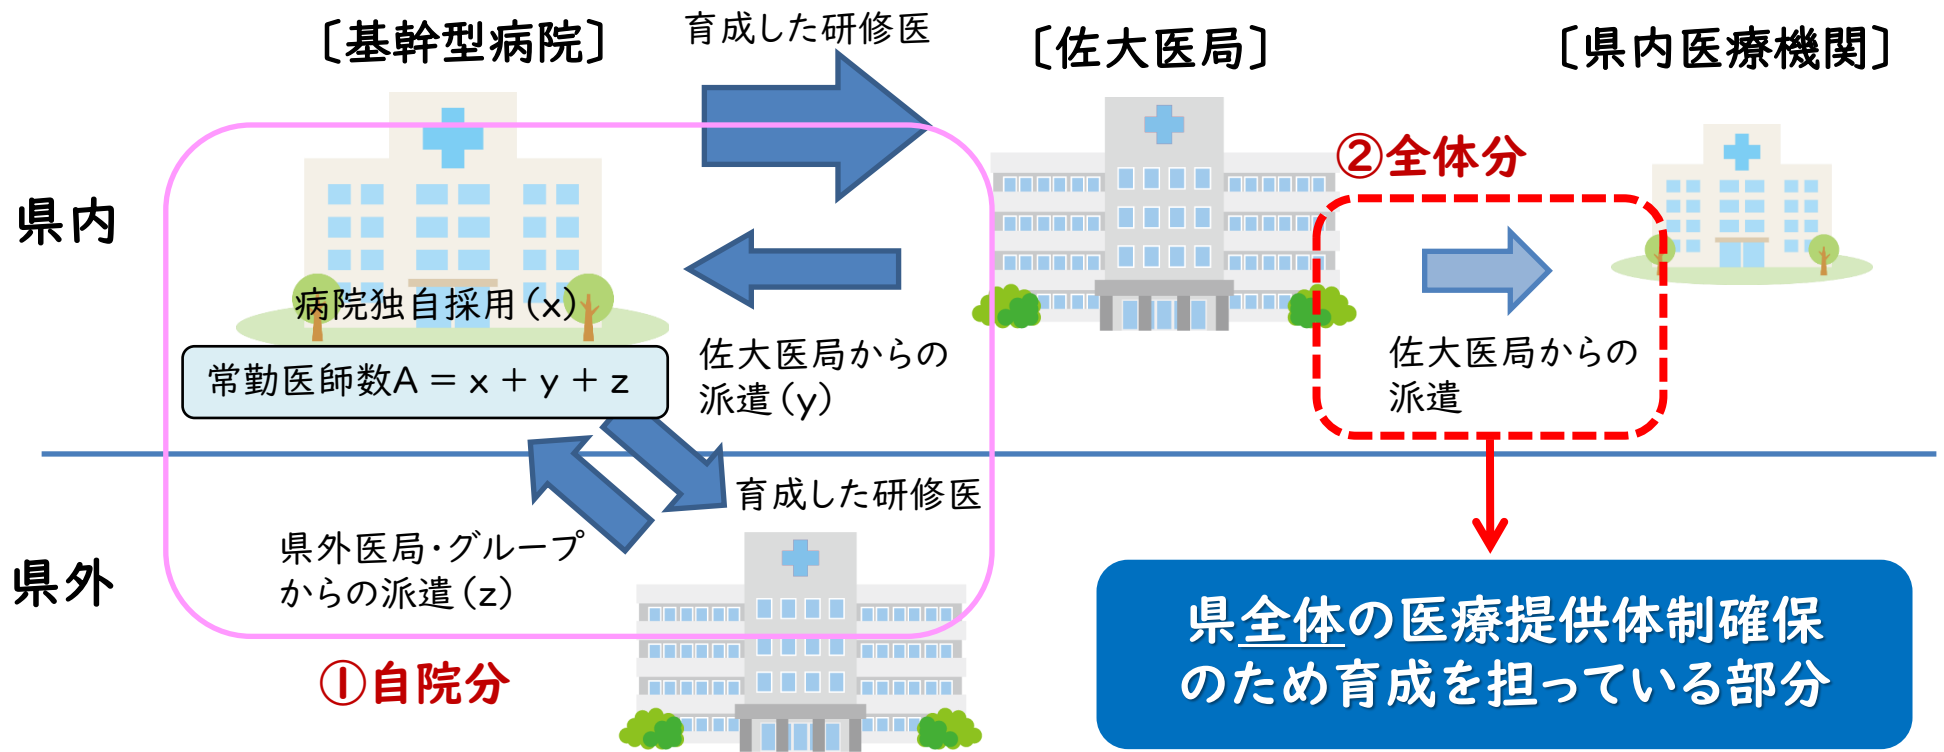 〔基幹型病院〕
育成した研修医
〔佐大医局〕
〔県内医療機関〕
②全体分
県内
病院独自採用(x)
常勤医師数A = x + y + z
佐大医局からの
派遣(y)
佐大医局からの
派遣
育成した研修医
県外医局・グループ
からの派遣(z)
県外
①自院分
県全体の医療提供体制確保
のため育成を担っている部分